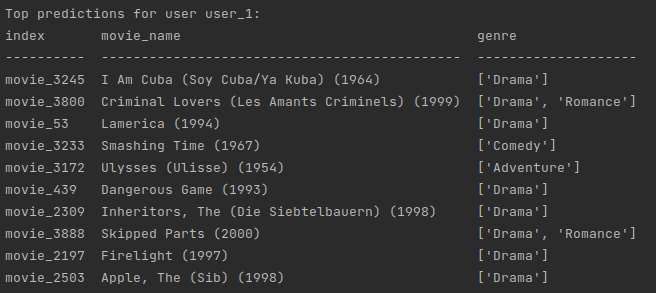 Top predictions for user user_1:
index movie_name genre
---------- --------------------------------------------- --------------------
movie_3245 I Am Cuba (Soy Cuba/Ya Kuba) (1964) ['Drama']
movie_3800 Criminal Lovers (Les Amants Criminels) (1999) ['Drama', 'Romance']
movie_53 Lamerica (1994) ['Drama']
movie_3233 Smashing Time (1967) ['Comedy']
movie_3172 Ulysses (Ulisse) (1954) ['Adventure']
movie_439 Dangerous Game (1993) ['Drama']
movie_2309 Inheritors, The (Die Siebtelbauern) (1998) ['Drama']
movie_3888 Skipped Parts (2000) ['Drama', 'Romance']
movie_2197 Firelight (1997) ['Drama']
movie_2503 Apple, The (Sib) (1998) ['Drama']